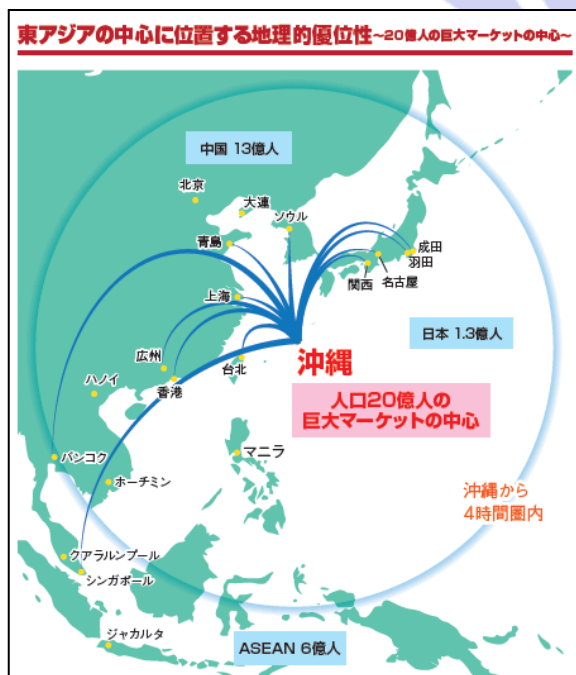 東アジアの中心に位置する地理的優位性~20億人の巨大マーケットの中心~
中国 13億人
北京
大連
ソウル
青島
成田
羽田
関西
名古屋
上海
日本 1.3億人
沖縄
広州
台北
香港
ハノイ
人口20億人の
巨大マーケットの中心
バンコク
マニラ
ホーチミン
沖縄から
4時間圏内
クアラルンプール
シンガポール
ジャカルタ
ASEAN 6億人